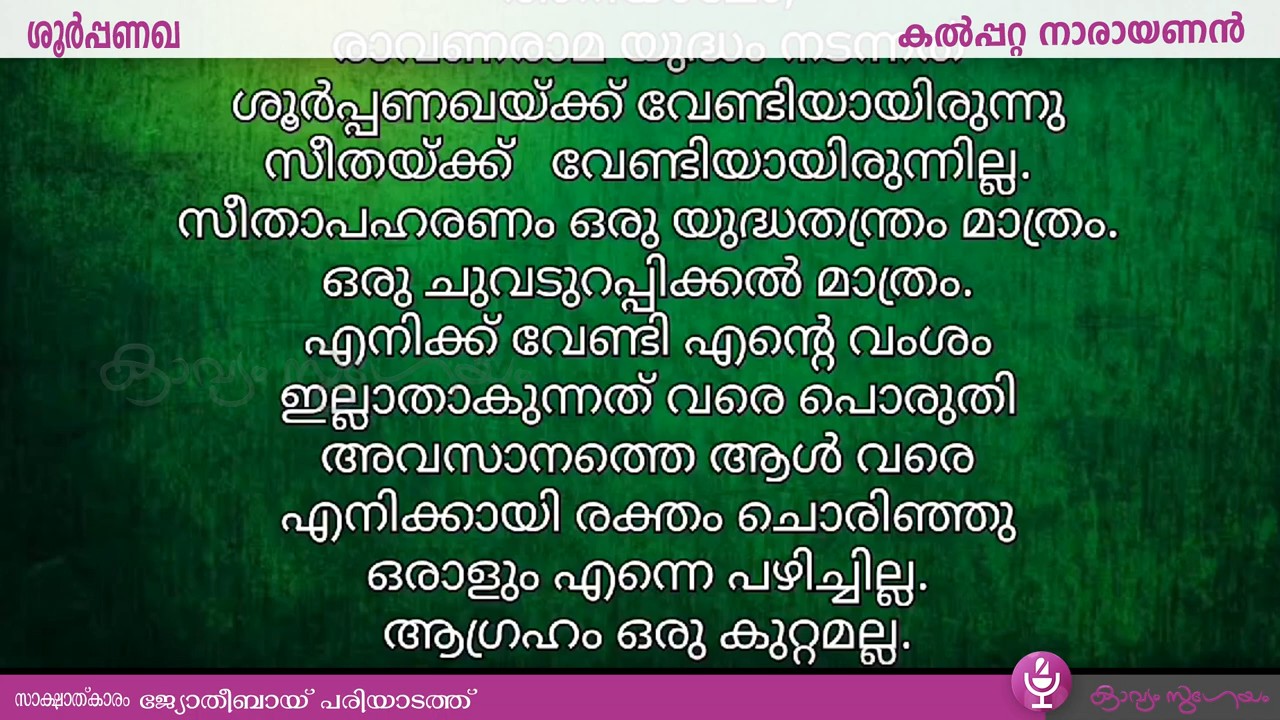 ശൂർപ്പണഖ
കൽപ്പറ്റ നാരായണൻ
രാവണരാമ യുദ്ധം നടന്നത്
ശൂർപ്പണഖയ്ക്ക് വേണ്ടിയായിരുന്നു
സീതയ്ക്ക് വേണ്ടിയായിരുന്നില്ല.
സീതാപഹരണം ഒരു യുദ്ധതന്ത്രം മാത്രം.
ഒരു ചുവടുറപ്പിക്കൽ മാത്രം.
എനിക്ക് വേണ്ടി എന്റെ വംശം
ഇല്ലാതാകുന്നത് വരെ പൊരുതി
അവസാനത്തെ ആൾ വരെ
എനിക്കായി രക്തം ചൊരിഞ്ഞു
ഒരാളും എന്നെ പഴിച്ചില്ല.
ആഗ്രഹം ഒരു കുറ്റമല്ല.
സാക്ഷാത്കാരം ജ്യോതീബായ് പരിയാടത്ത്
കാവ്യം സുഗേയം